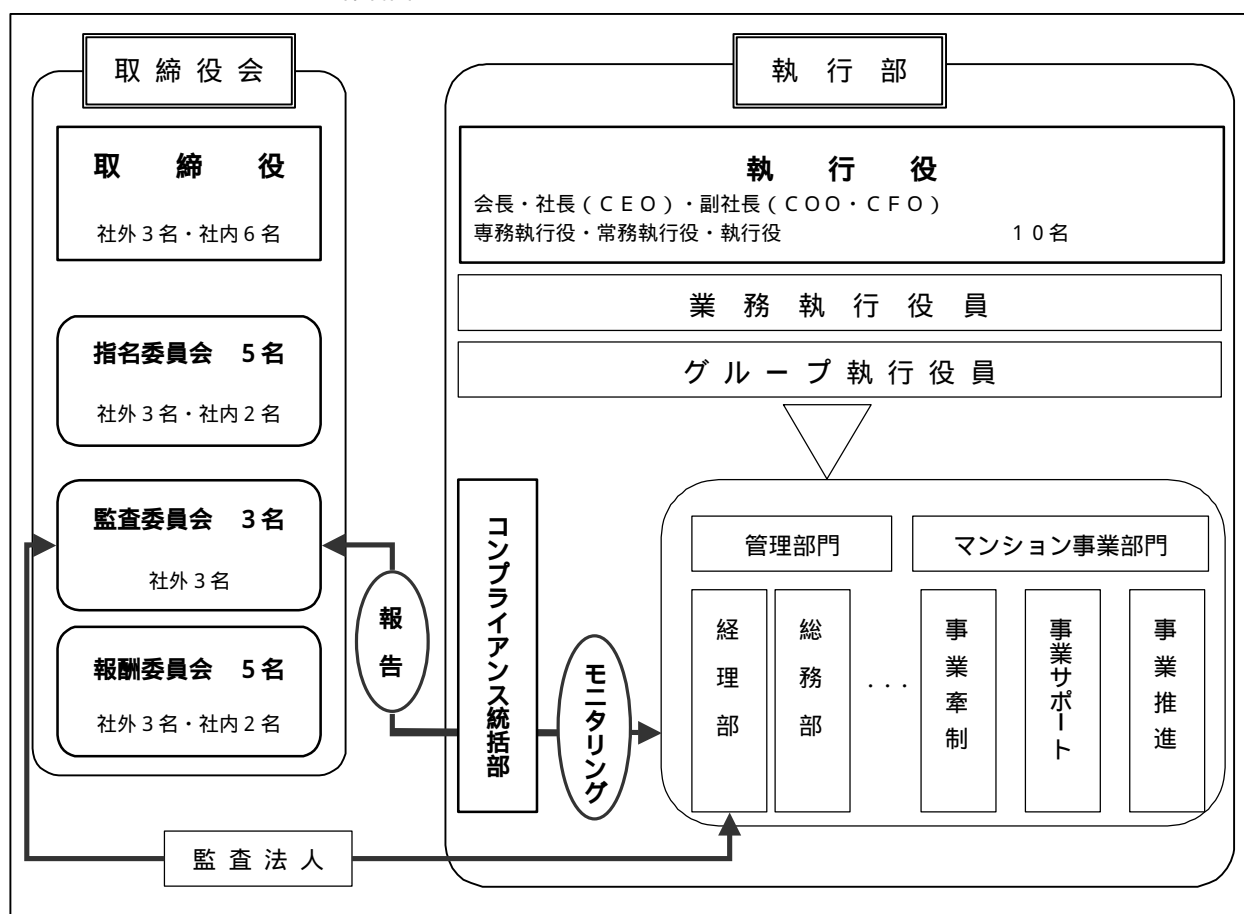 取締役会
取締役
社外3名・社内6名
指名委員会 5名
社外3名・社内2名
監査委員会 3名
社外3名
報酬委員会 5名
社外3名・社内2名
報告
監査法人
執行部
執行役
会長・社長(CEO)・副社長(COO・CFO)
専務執行役・常務執行役・執行役 10名
業務執行役員
グループ執行役員
コンプライアンス統括部
モニタリング
管理部門
マンション事業部門
経理部
総務部
...
事業牽制
事業サポート
事業推進